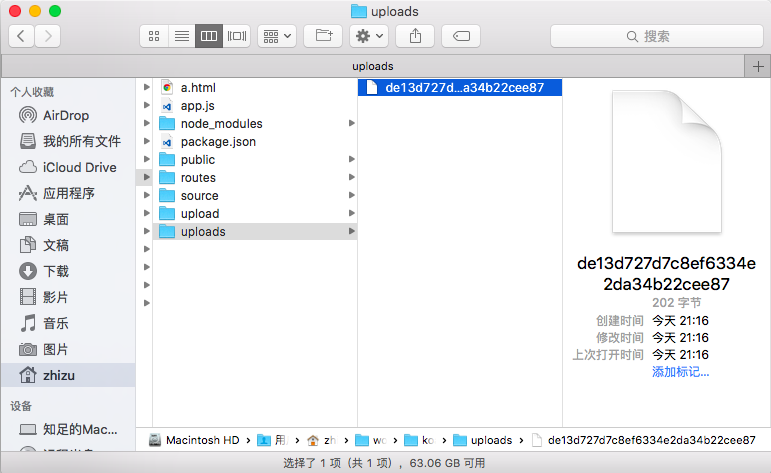 uploads
搜索
uploads
个人收藏
AirDrop
我的所有文件
iCloud Drive
应用程序
桌面
文稿
下载
影片
音乐
图片
zhizu
设备
知足的Mac...
a.html
app.js
node_modules
package.json
public
routes
source
upload
uploads
de13d727d...a34b22cee87
de13d727d7c8ef6334e
2da34b22cee87
202 字节
创建时间 今天 21:16
修改时间 今天 21:16
上次打开时间 今天 21:16
添加标记...
Macintosh HD 用 zh wo ko uploads de13d727d7c8ef6334e2da34b22cee87
选择了 1 项（共 1 项），63.06 GB 可用